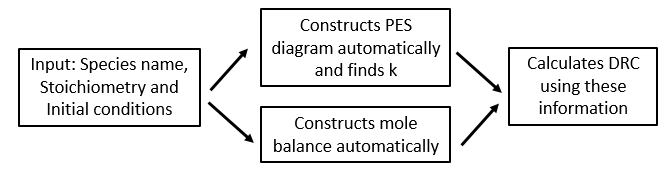 Input: Species name,
Stoichiometry and
Initial conditions
Constructs PES
diagram automatically
and finds k
Constructs mole
balance automatically
Calculates DRC
using these
information